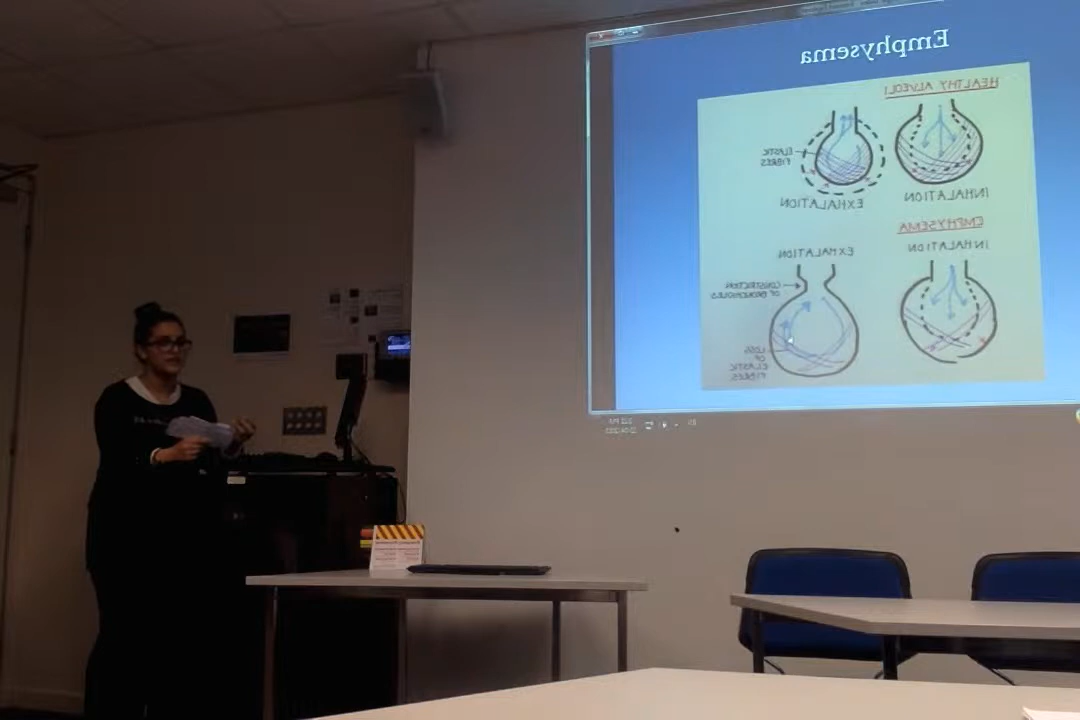 Emphysema
HEALTHY ALVEOLI
ELASTIC
FIBRES
EXHALATION
INHALATION
EMPHYSEMA
EXHALATION
INHALATION
CONSTRICTION
OF BRONCHIOLES
LOSS
OF
ELASTIC
FIBRES